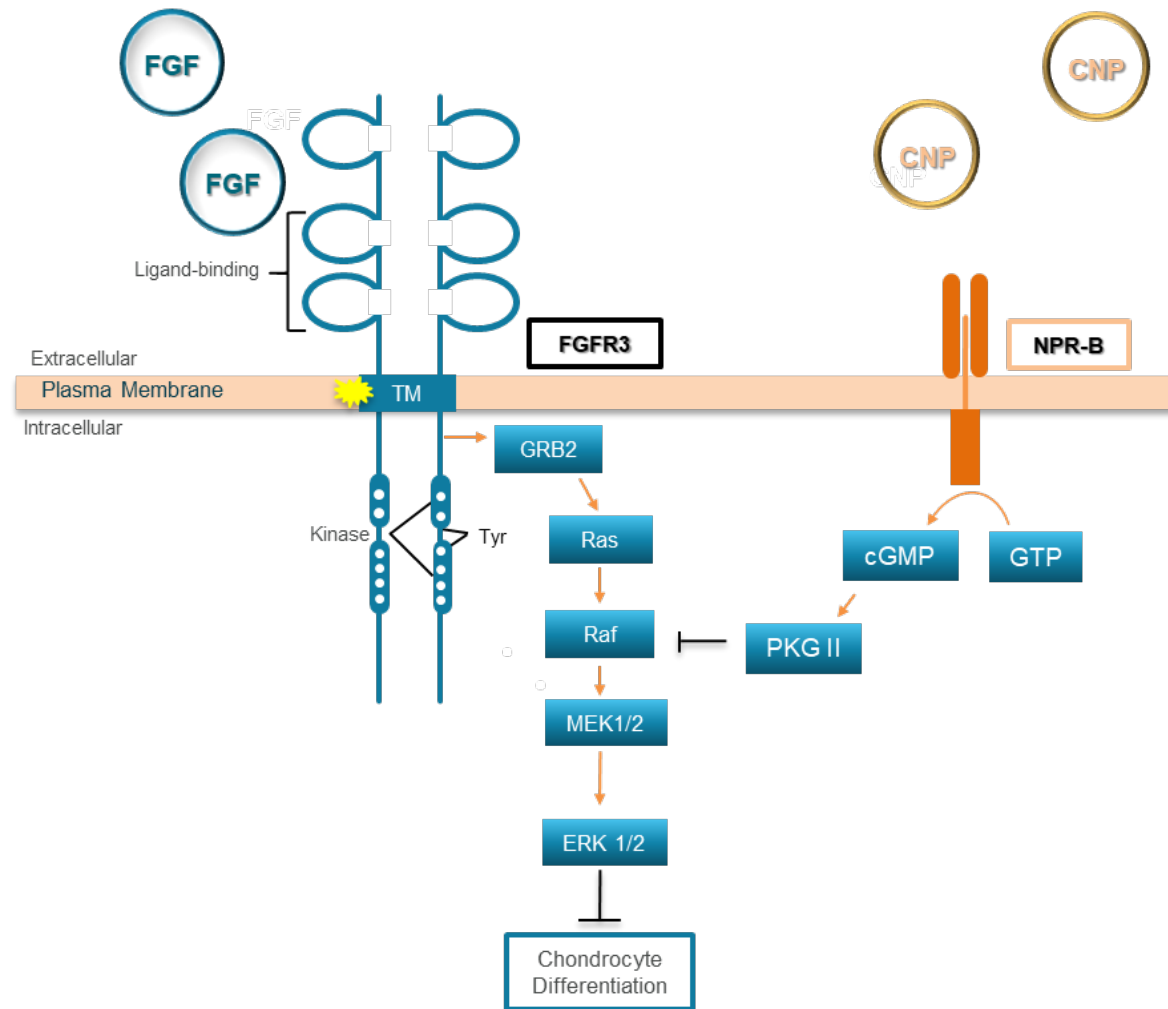 FGF
CNP
FGF
FGF
CNP
CNP
Ligand-binding
FGFR3
NPR-B
Extracellular
Plasma Membrane
TM
Intracellular
GRB2
Kinase
Tyr
Ras
cGMP
GTP
Raf
PKG II
MEK1/2
ERK 1/2
Chondrocyte
Differentiation